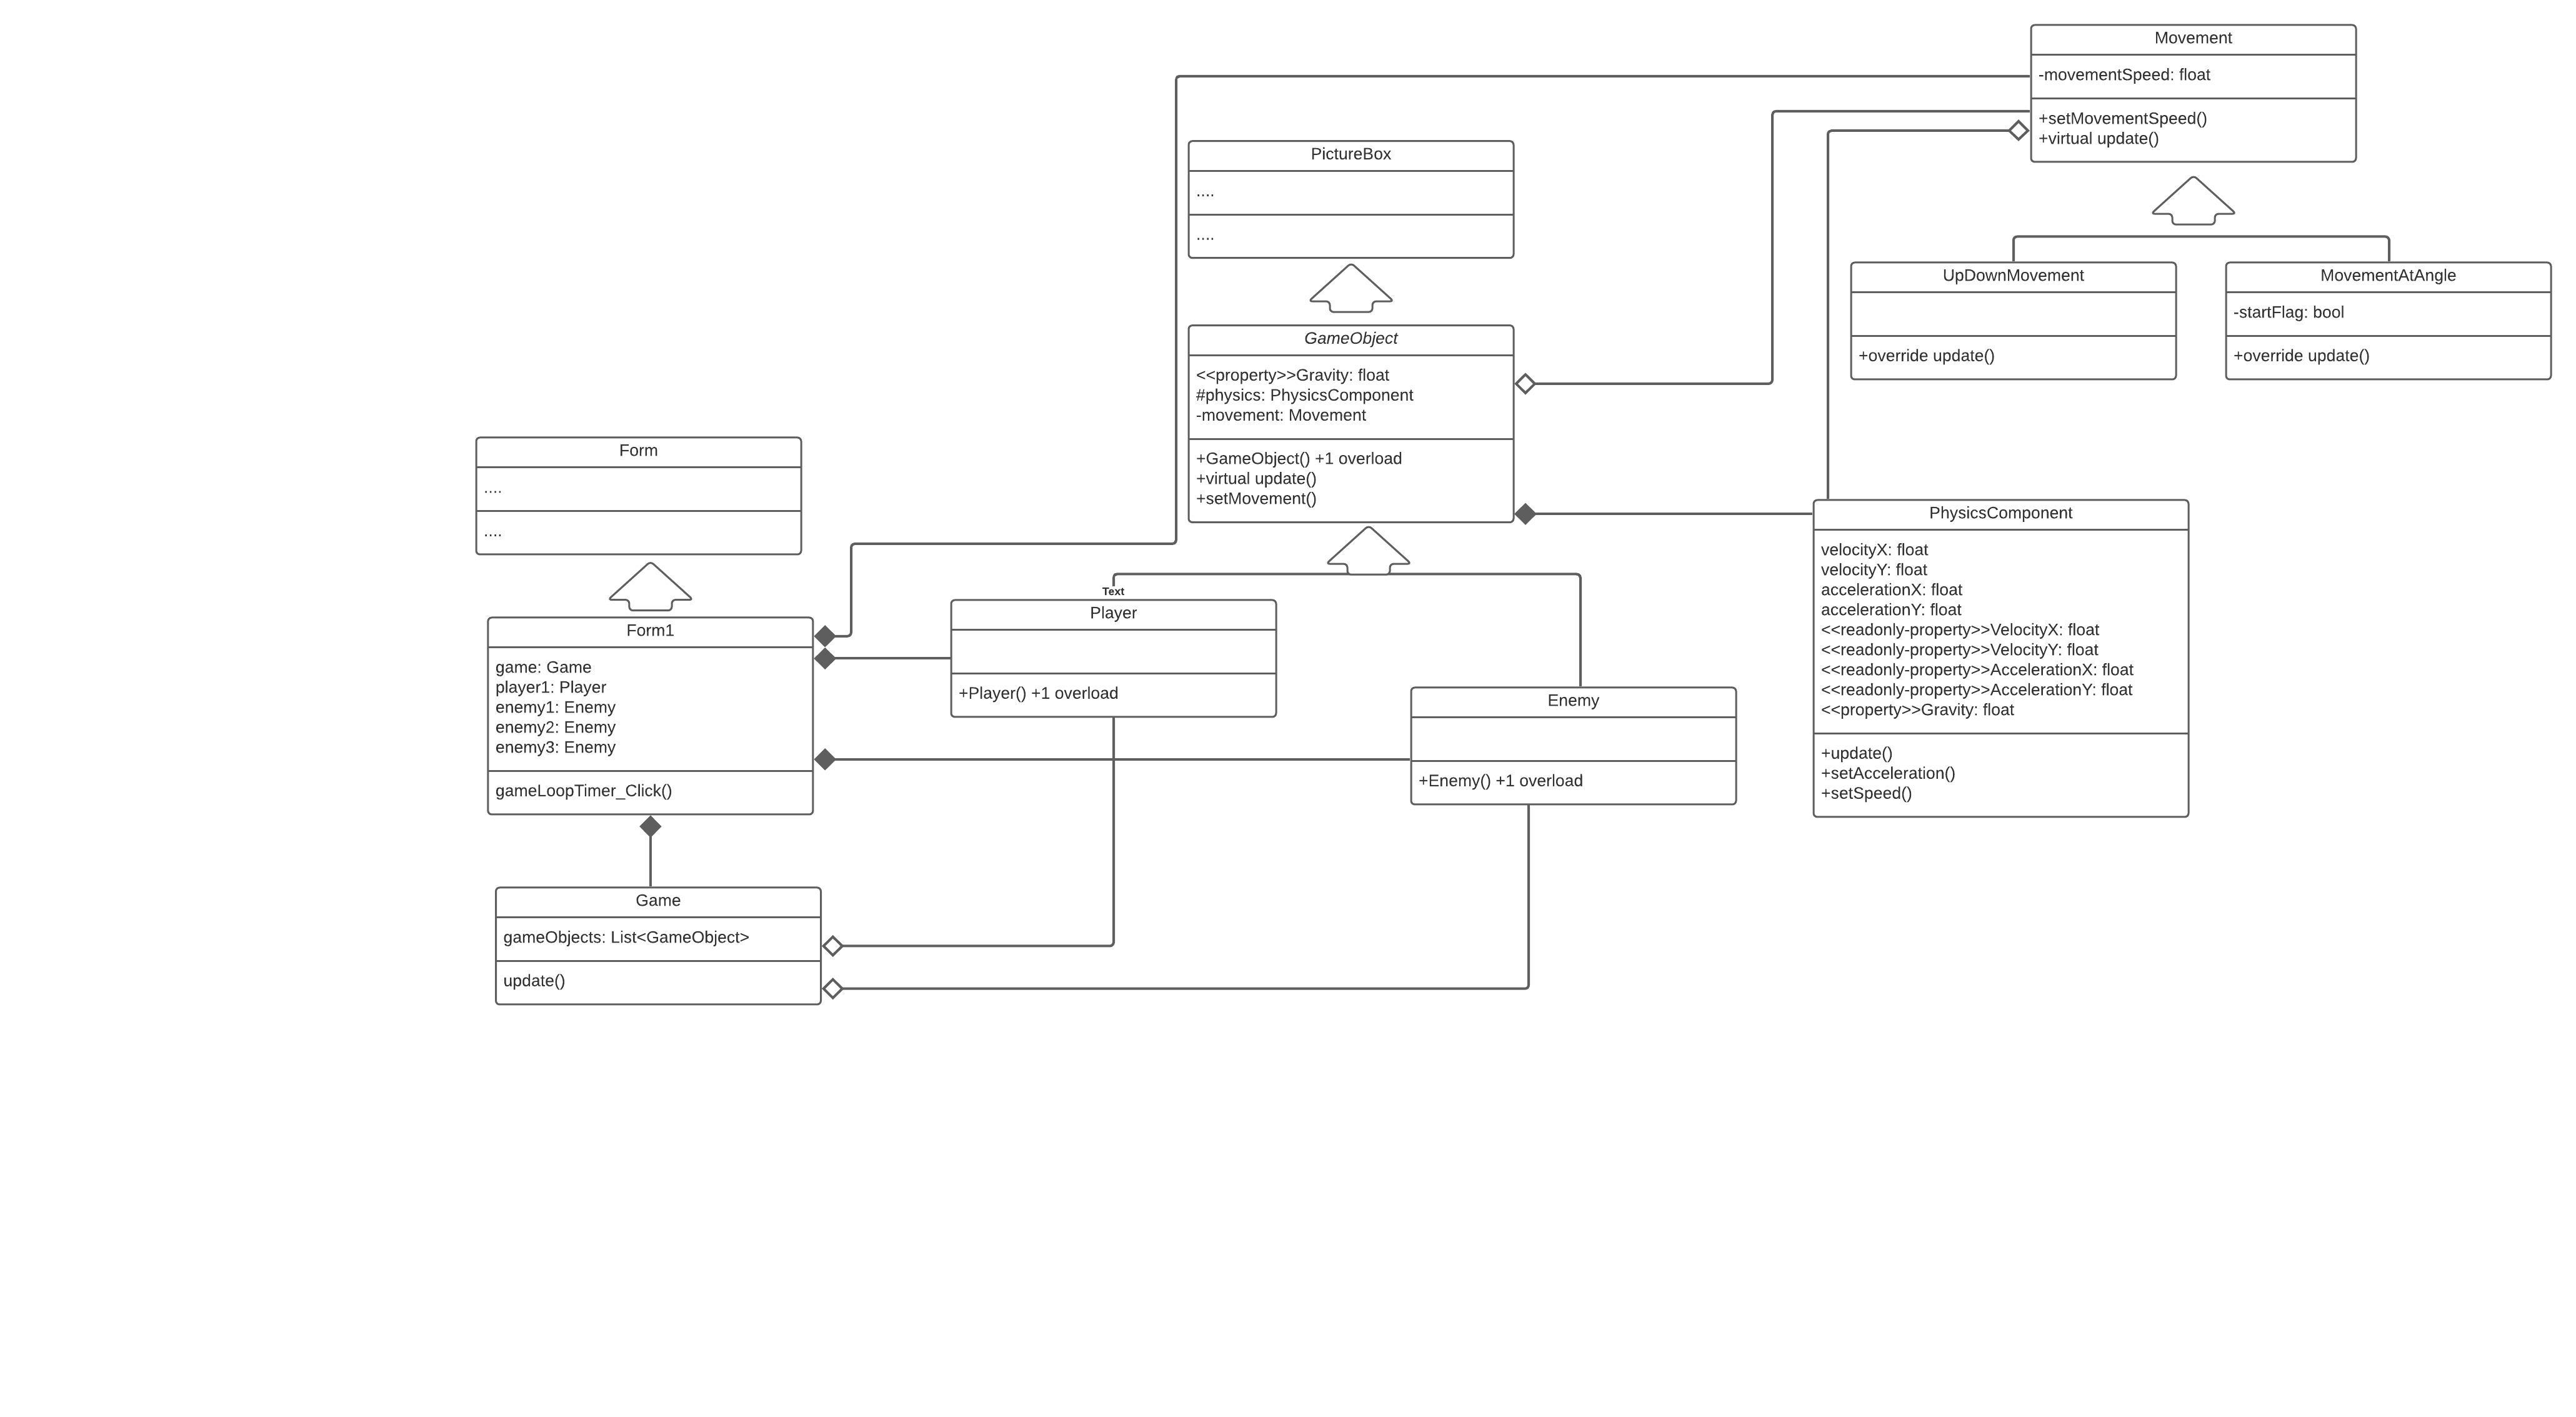 Movement
-movementSpeed: float
+setMovementSpeed()
+virtual update()
PictureBox
....
....
UpDownMovement
+override update()
MovementAtAngle
-startFlag: bool
+override update()
GameObject
<<property>>Gravity: float
#physics: PhysicsComponent
-movement: Movement
+GameObject() +1 overload
+virtual update()
+setMovement()
Form
....
....
PhysicsComponent
velocityX: float
velocityY: float
accelerationX: float
accelerationY: float
<<readonly-property>>VelocityX: float
<<readonly-property>>VelocityY: float
<<readonly-property>>AccelerationX: float
<<readonly-property>>AccelerationY: float
<<property>>Gravity: float
+update()
+setAcceleration()
+setSpeed()
Text
Player
+Player() +1 overload
Form1
game: Game
player1: Player
enemy1: Enemy
enemy2: Enemy
enemy3: Enemy
gameLoopTimer_Click()
Enemy
+Enemy() +1 overload
Game
gameObjects: List<GameObject>
update()